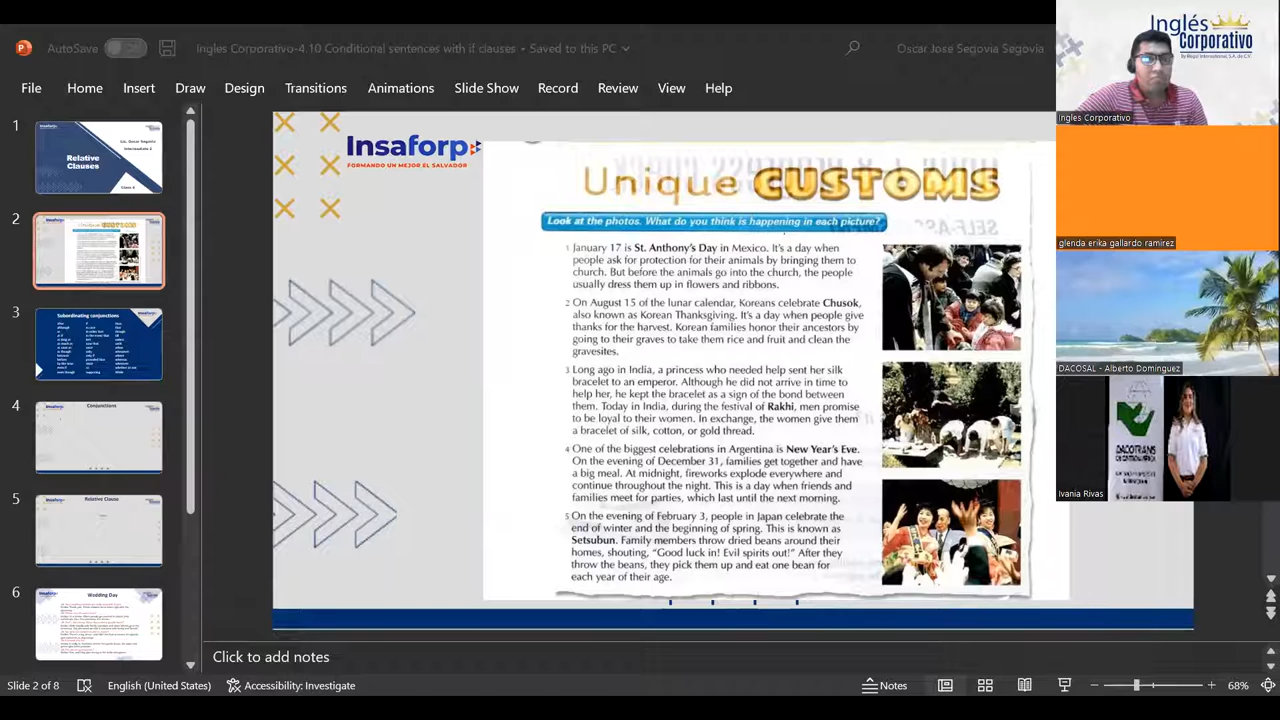 AutoSave
Ingles Corporativo-4.10 Conditional sentences with if clauses • Saved to this PC
Oscar Jose Segovia Segovia
File Home Insert Draw Design Transitions Animations Slide Show Record Review View Help
1
Relative
Clauses
2
3
Subordinating conjunctions
4
Conjunctions
5
Relative Clause
6
Wedding Day
Insaforp
FORMANDO UN MEJOR EL SALVADOR
Unique CUSTOMS
Look at the photos. What do you think is happening in each picture?
1 January 17 is St. Anthony's Day in Mexico. It's a day when
people ask for protection for their animals by bringing them to
church. But before the animals go into the church, the people
usually dress them up in flowers and ribbons.
2 On August 15 of the lunar calendar, Koreans celebrate Chusok,
also known as Korean Thanksgiving. It's a day when people give
thanks for the harvest. Korean families honor their ancestors by
going to their graves to take them rice and fruit and clean the
gravesites.
3 Long ago in India, a princess who needed help sent her silk
bracelet to an emperor. Although he did not arrive in time to
help her, he kept the bracelet as a sign of the bond between
them. Today in India, during the festival of Rakhi, men promise
to be loyal to their women. In exchange, the women give them
a bracelet of silk, cotton, or gold thread.
4 One of the biggest celebrations in Argentina is New Year's Eve.
On the evening of December 31, families get together and have
a big meal. At midnight, fireworks explode everywhere and
continue throughout the night. This is a day when friends and
families meet for parties, which last until the next morning.
5 On the evening of February 3, people in Japan celebrate the
end of winter and the beginning of spring. This is known as
Setsubun. Family members throw dried beans around their
homes, shouting, "Good luck in! Evil spirits out!" After they
throw the beans, they pick them up and eat one bean for
each year of their age.
Click to add notes
Slide 2 of 8
English (United States)
Accessibility: Investigate
Notes
68%
Inglés
Corporativo
Ingles Corporativo
glenda erika gallardo ramirez
DACOSAL - Alberto Dominguez
DACOTRANS
Ivania Rivas